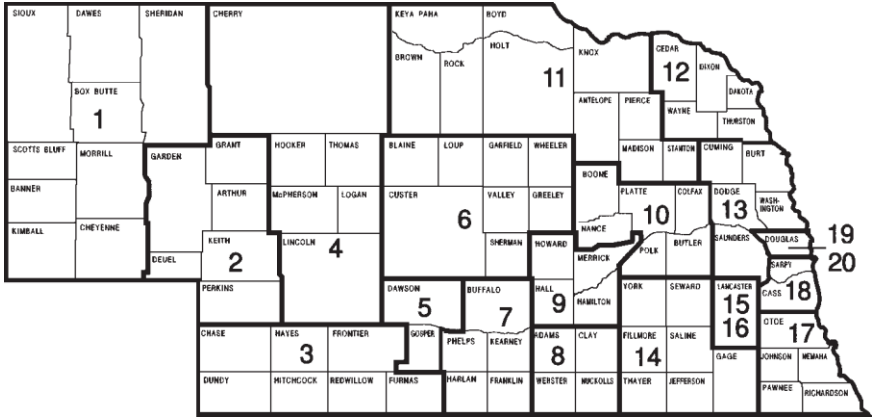 SIOUX DAWES SHERIDAN CHERRY KEYA PAHA BOYD
HOLT KNOX CEDAR
BROWN ROCK 11 12 DIXON
BOX BUTTE DAKOTA
1 ANTELOPE PIERCE WAYNE THURSTON
SCOTTS BLUFF MORRILL GARDEN GRANT HOOKER THOMAS BLAINE LOUP GARFIELD WHEELER MADISON STANTON CUMING BURT
BOONE
BANNER ARTHUR McPHERSON LOGAN CUSTER VALLEY GREELEY PLATTE COLFAX DODGE WASH-
INGTON
6 10 13
KIMBALL CHEYENNE KEITH LINCOLN 4 SHERMAN HOWARD NANCE POLK BUTLER SAUNDERS DOUGLAS 19
DEUEL 2 MERRICK SARPY 20
PERKINS DAWSON BUFFALO HALL HAMILTON YORK SEWARD LANCASTER CASS 18
5 7 9 15
16
CHASE HAYES FRONTIER GOSPER PHELPS KEARNEY ADAMS CLAY FILLMORE SALINE OTOE 17
3 8 14 GAGE JOHNSON NEMAHA
DUNDY HITCHCOCK REDWILLOW FURNAS HARLAN FRANKLIN WEBSTER NUCKOLLS THAYER JEFFERSON PAWNEE RICHARDSON